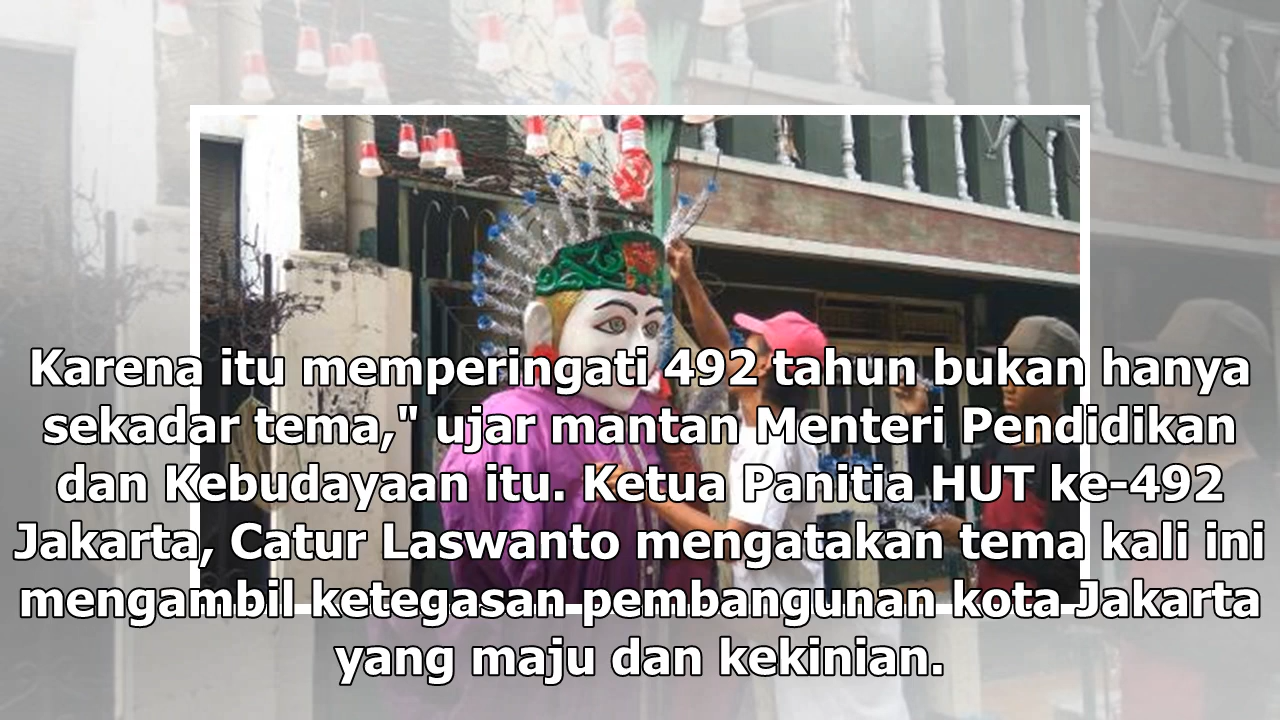 Karena itu memperingati 492 tahun bukan hanya
sekadar tema," ujar mantan Menteri Pendidikan
dan Kebudayaan itu. Ketua Panitia HUT ke-492
Jakarta, Catur Laswanto mengatakan tema kali ini
mengambil ketegasan pembangunan kota Jakarta
yang maju dan kekinian.